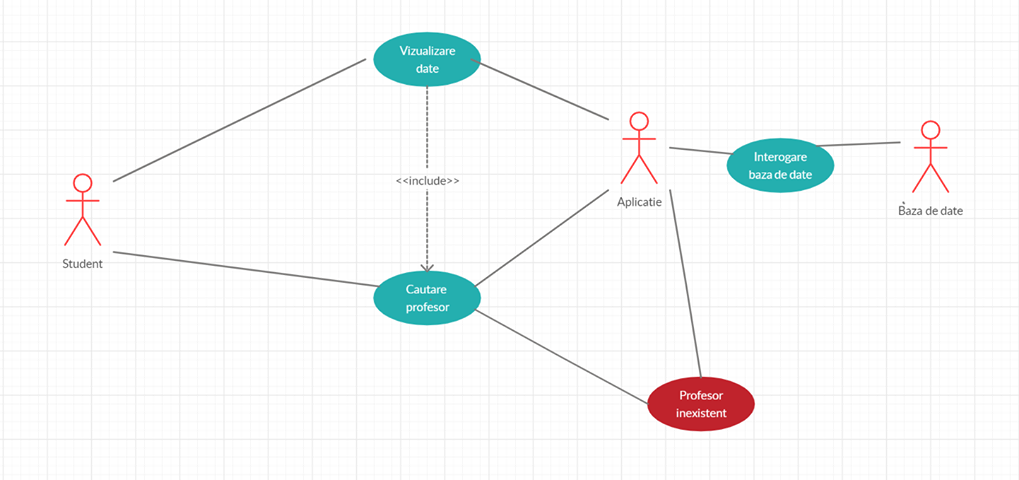 Vizualizare
date
Interogare
baza de date
<<include>>
Aplicatie
Baza de date
Student
Cautare
profesor
Profesor
inexistent